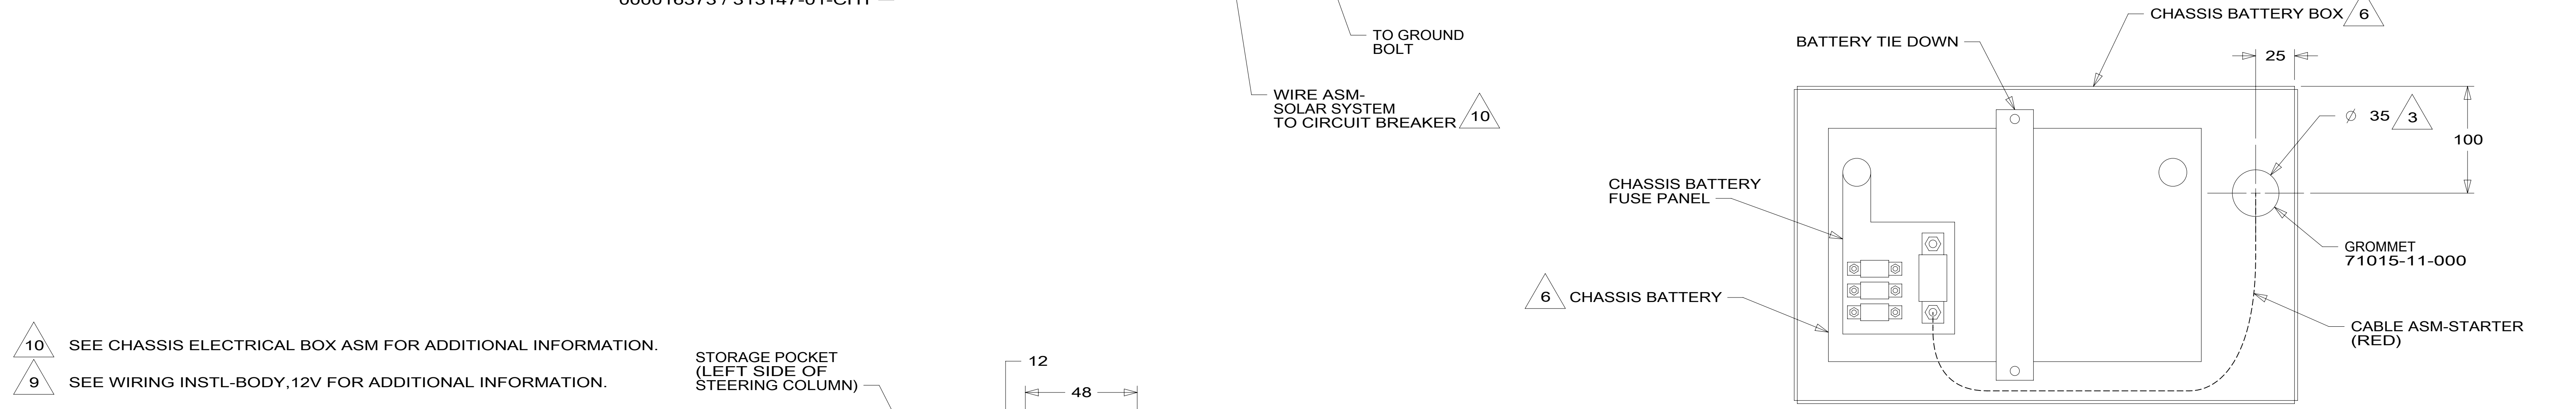 TO GROUND
BOLT
WIRE ASM-
SOLAR SYSTEM
TO CIRCUIT BREAKER 10
CHASSIS BATTERY BOX 6
BATTERY TIE DOWN
25
Ø 35 3
100
CHASSIS BATTERY
FUSE PANEL
GROMMET
71015-11-000
6 CHASSIS BATTERY
CABLE ASM-STARTER
(RED)
10 SEE CHASSIS ELECTRICAL BOX ASM FOR ADDITIONAL INFORMATION.
9 SEE WIRING INSTL-BODY,12V FOR ADDITIONAL INFORMATION.
STORAGE POCKET
(LEFT SIDE OF
STEERING COLUMN)
12
48